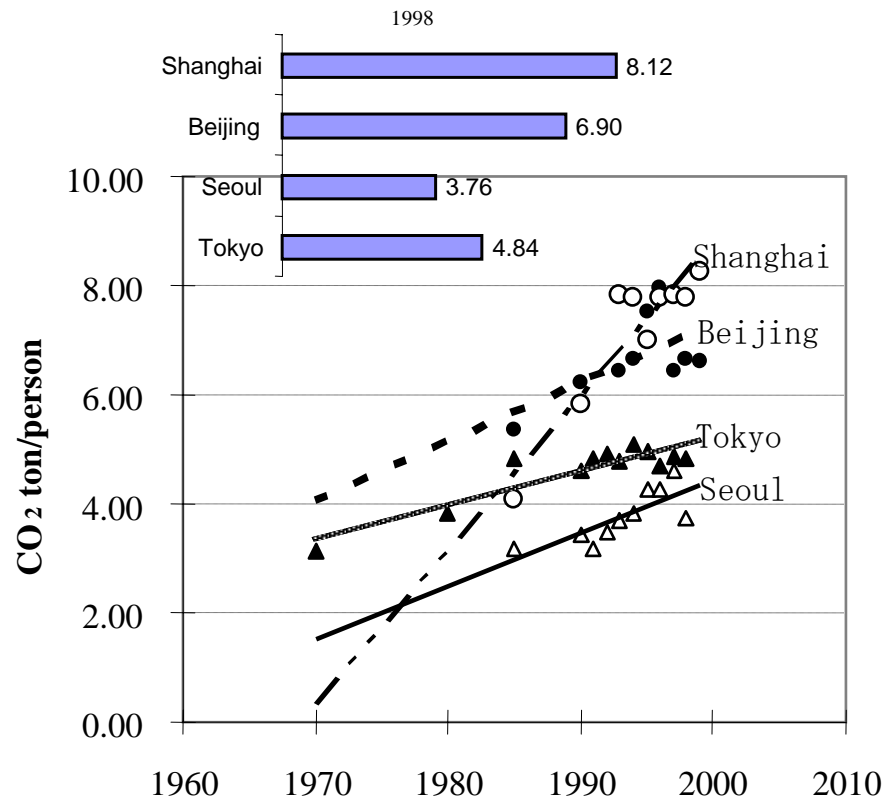 1998
Shanghai 8.12
Beijing 6.90
Seoul 3.76
Tokyo 4.84
10.00
8.00
6.00
4.00
2.00
0.00
CO2 ton/person
Shanghai
Beijing
Tokyo
Seoul
1960 1970 1980 1990 2000 2010